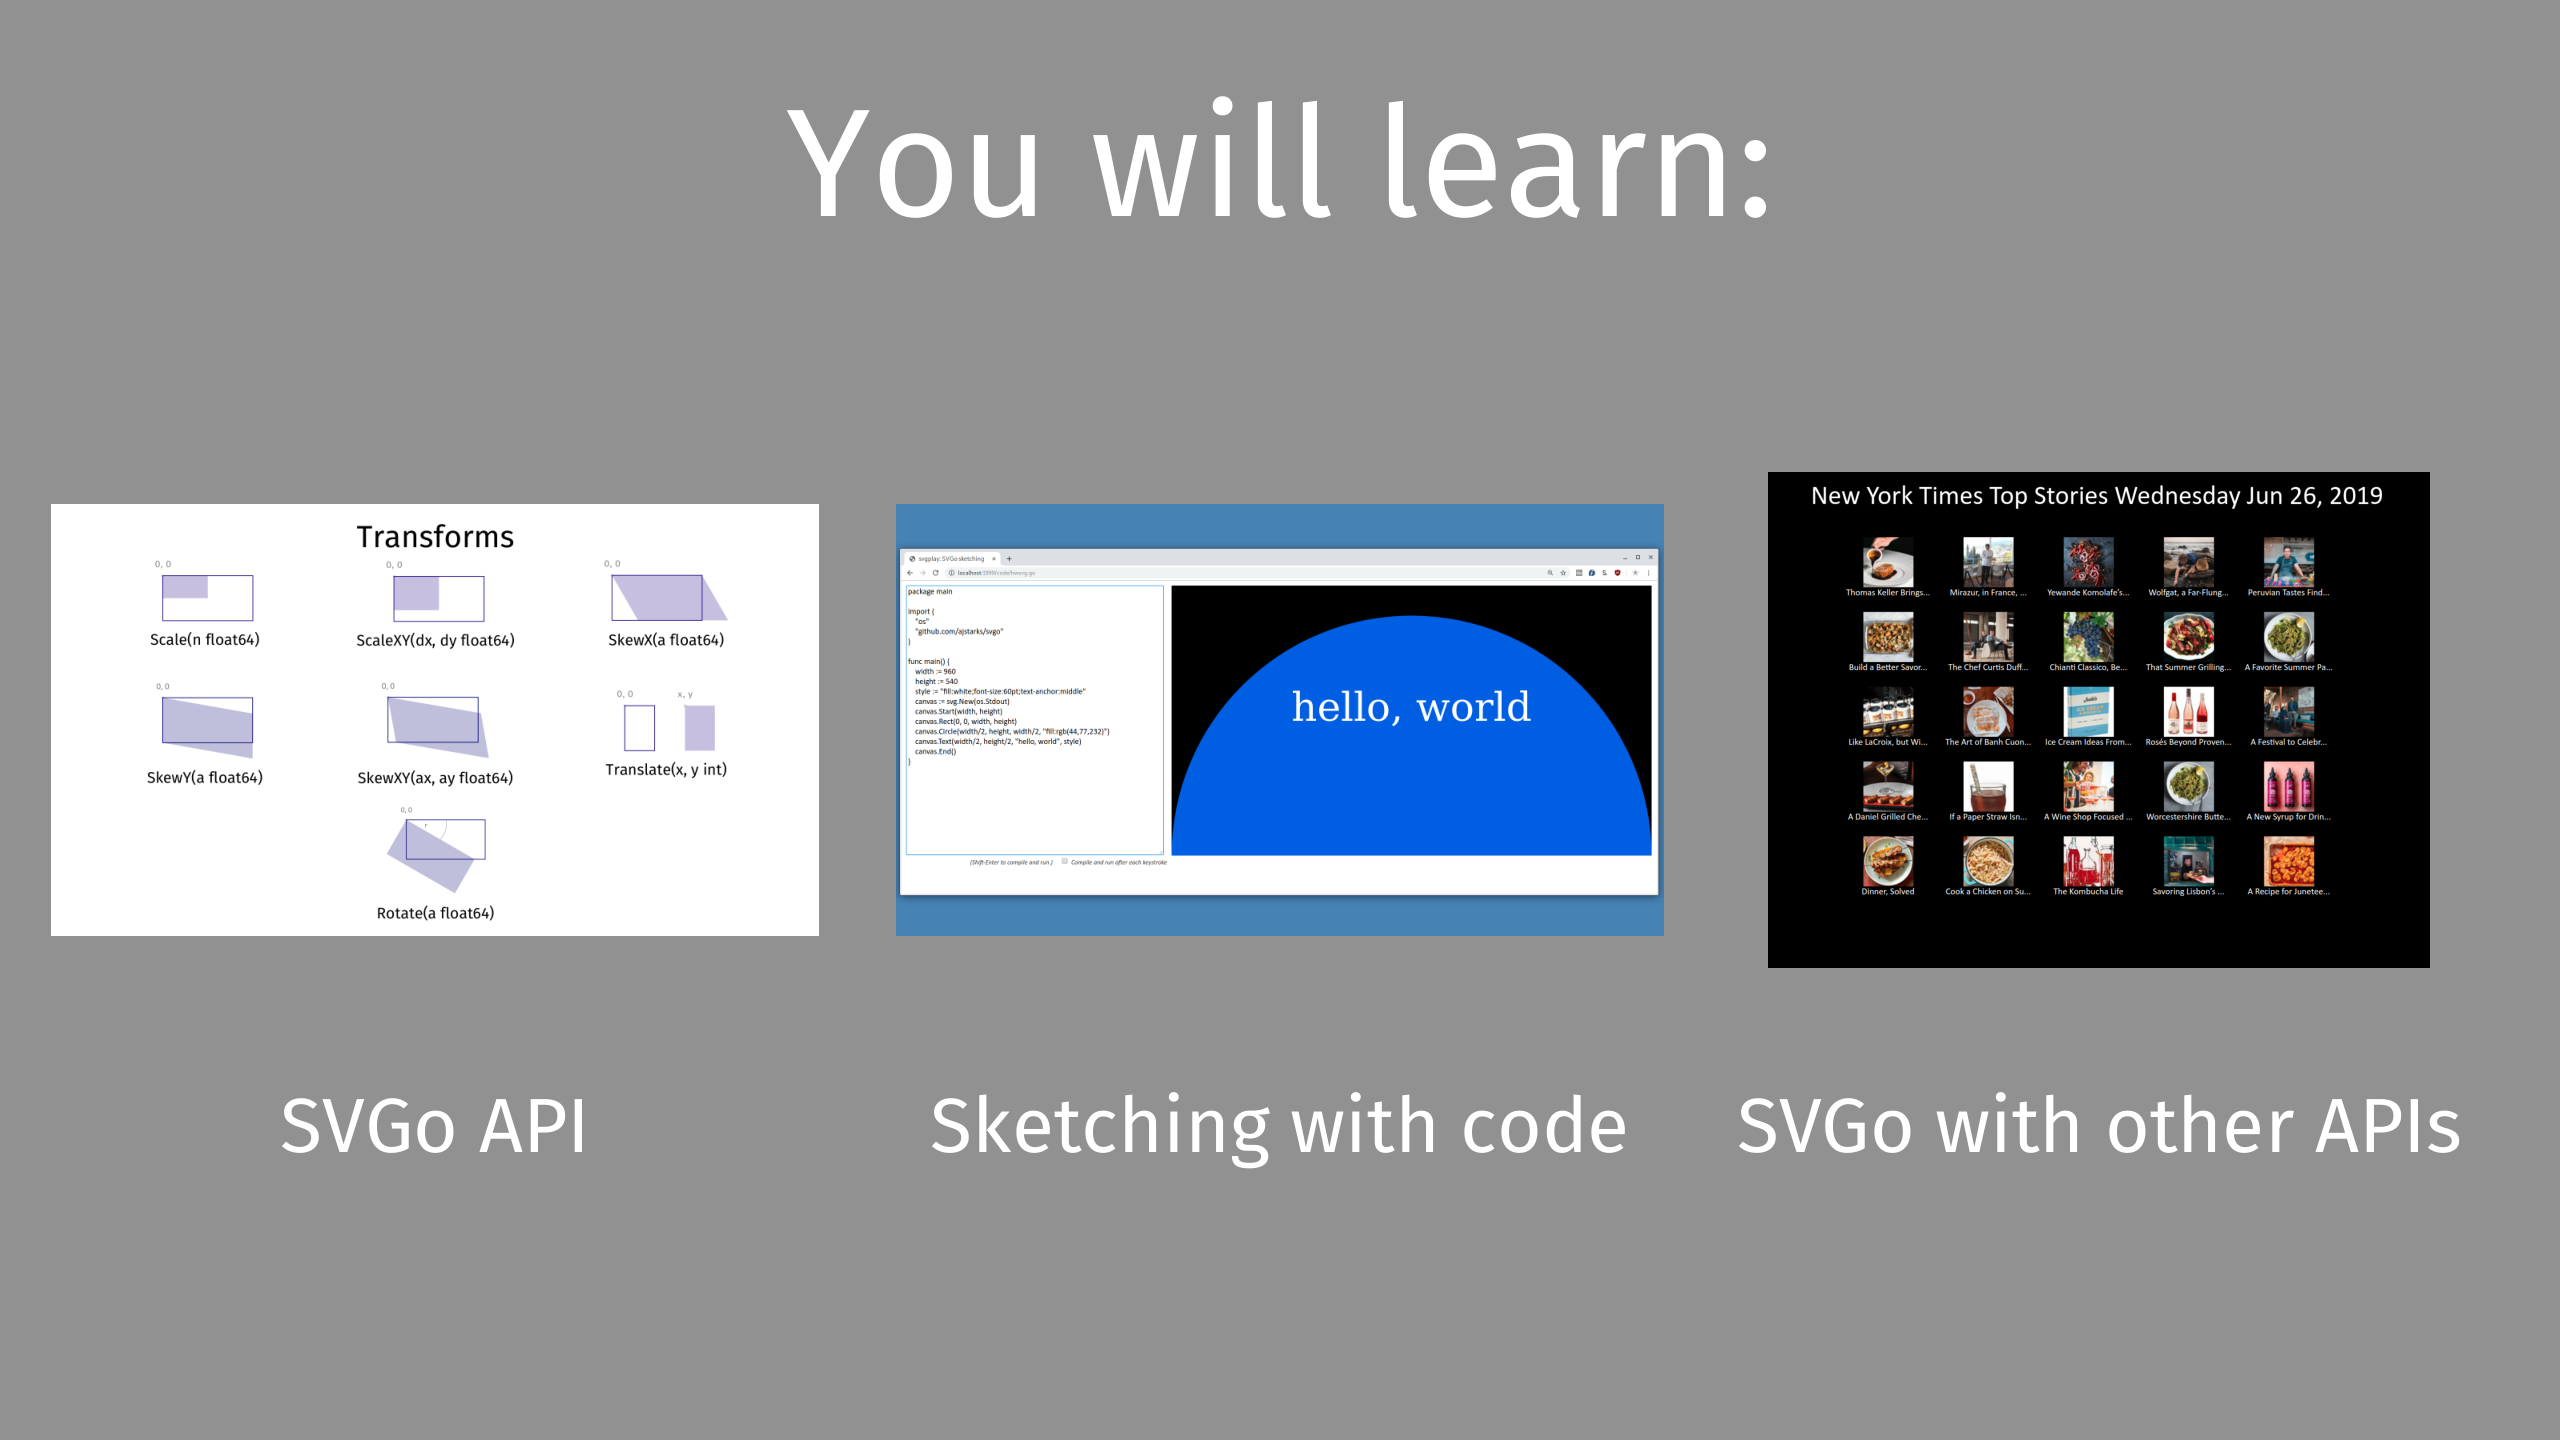 You will learn:
Transforms
0, 0
0, 0
0, 0
Scale(n float64)
ScaleXY(dx, dy float64)
SkewX(a float64)
0, 0
0, 0
0, 0
x, y
SkewY(a float64)
SkewXY(ax, ay float64)
Translate(x, y int)
0, 0
r
Rotate(a float64)
svgplay: SVGo sketching
package main
import (
"os"
"github.com/ajstarks/svgo"
)
func main() {
width := 960
height := 540
style := "fill:white;font-size:60pt;text-anchor:middle"
canvas := svg.New(os.Stdout)
canvas.Start(width, height)
canvas.Rect(0, 0, width, height)
canvas.Circle(width/2, height, width/2, "fill:rgb(44,77,232)")
canvas.Text(width/2, height/2, "hello, world", style)
canvas.End()
}
(Shift-Enter to compile and run.)
Compile and run after each keystroke
hello, world
New York Times Top Stories Wednesday Jun 26, 2019
Thomas Keller Brings...
Mirazur, in France, ...
Yewande Komolafe's...
Wolfgat, a Far-Flung...
Peruvian Tastes Find...
Build a Better Savor...
The Chef Curtis Duff...
Chianti Classico, Be...
That Summer Grilling...
A Favorite Summer Pa...
Like LaCroix, but Wi...
The Art of Banh Cuon...
Ice Cream Ideas From...
Rosés Beyond Proven...
A Festival to Celebr...
A Daniel Grilled Che...
If a Paper Straw Isn...
A Wine Shop Focused ...
Worcestershire Butte...
A New Syrup for Drin...
Dinner, Solved
Cook a Chicken on Su...
The Kombucha Life
Savoring Lisbon's ...
A Recipe for Junetee...
SVGo API
Sketching with code
SVGo with other APIs